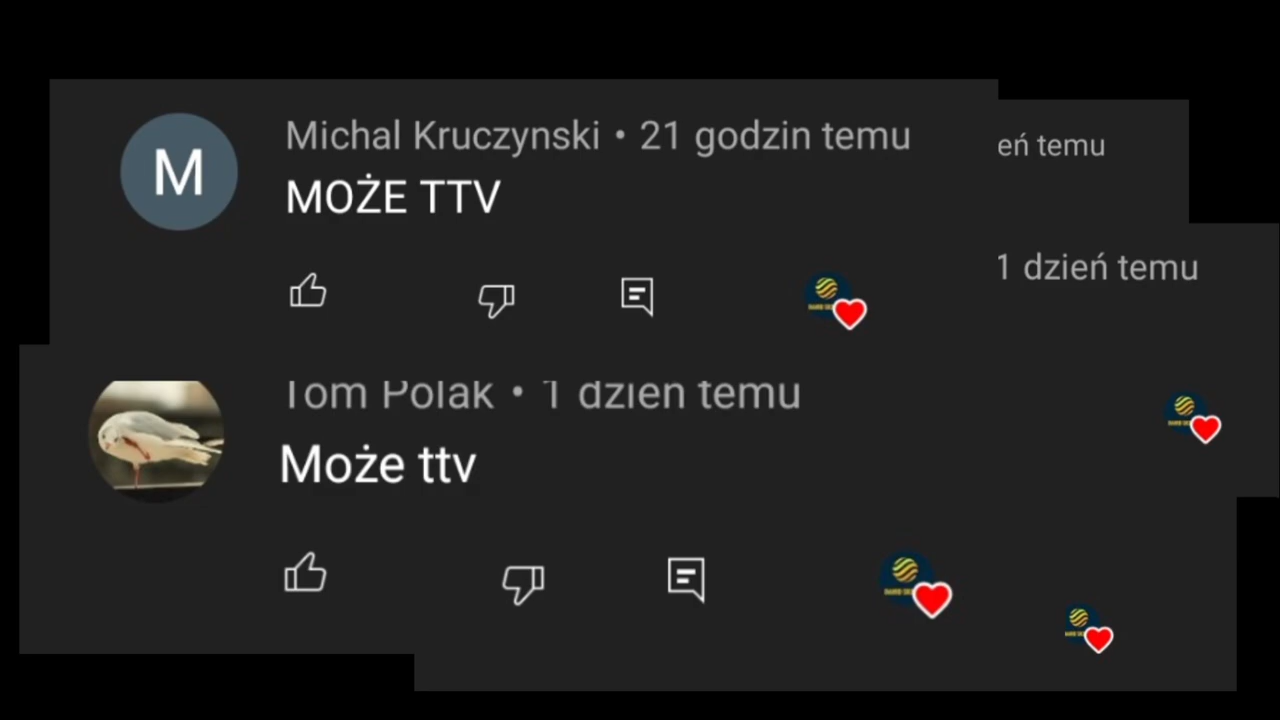 M
Michal Kruczynski • 21 godzin temu
MOŻE TTV
eń temu
1 dzień temu
Tom Polak • 1 dzień temu
Może ttv